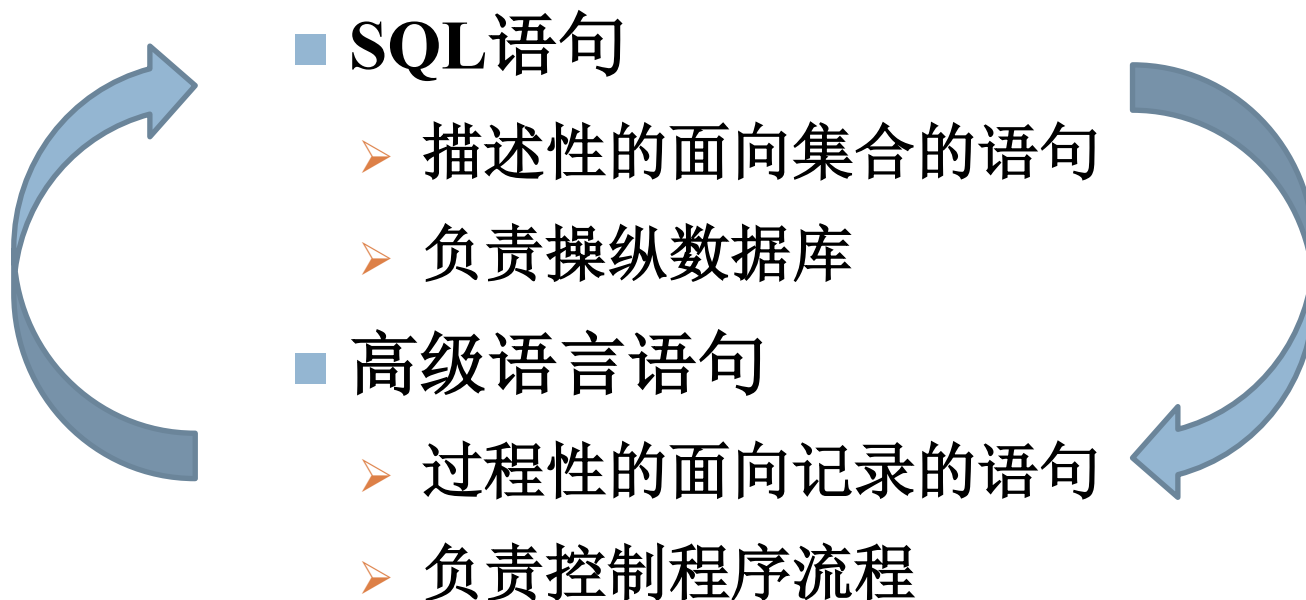 SQL语句
描述性的面向集合的语句
负责操纵数据库
高级语言语句
过程性的面向记录的语句
负责控制程序流程